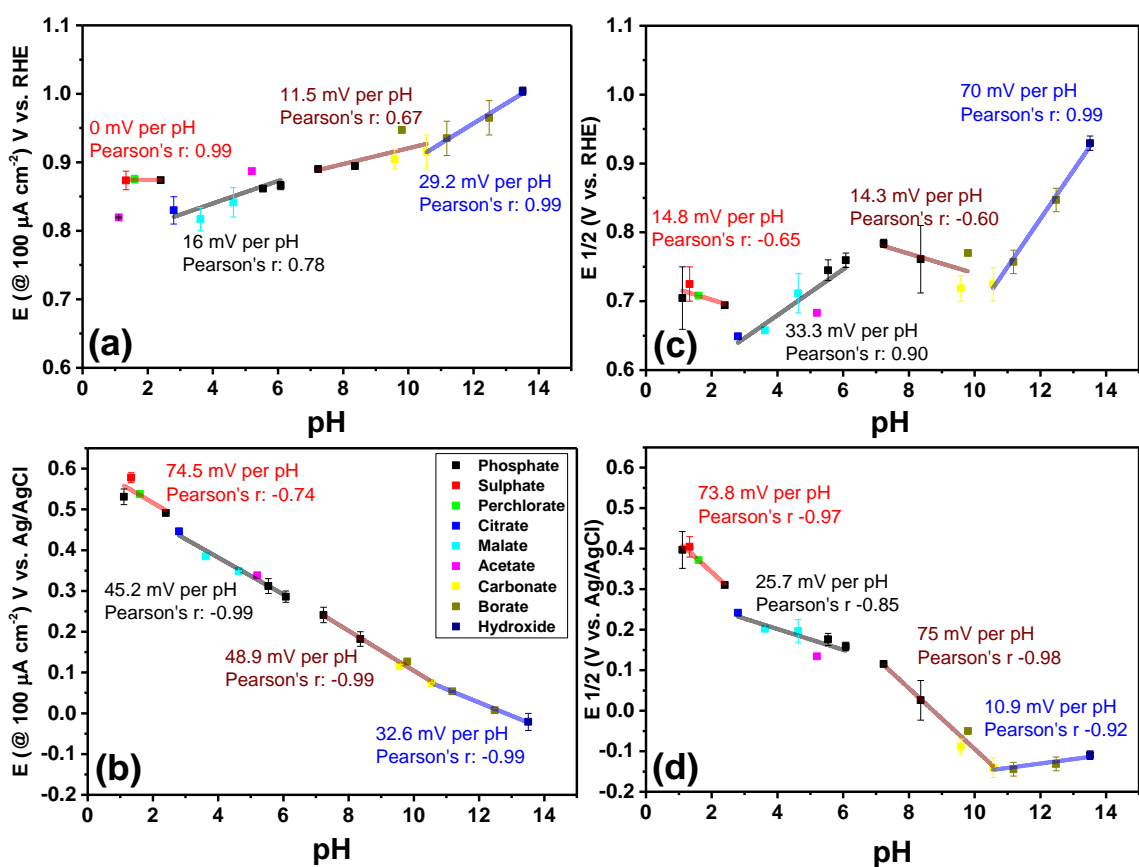 E (@ 100 µA cm-2) V vs. RHE
1.1
1.0
0.9
0.8
0.7
0.6
0 mV per pH
Pearson's r: 0.99
11.5 mV per pH
Pearson's r: 0.67
16 mV per pH
Pearson's r: 0.78
29.2 mV per pH
Pearson's r: 0.99
(a)
0 2 4 6 8 10 12 14
pH
E 1/2 (V vs. RHE)
1.1
1.0
0.9
0.8
0.7
0.6
14.8 mV per pH
Pearson's r: -0.65
70 mV per pH
Pearson's r: 0.99
14.3 mV per pH
Pearson's r: -0.60
33.3 mV per pH
Pearson's r: 0.90
(c)
0 2 4 6 8 10 12 14
pH
E (@ 100 µA cm-2) V vs. Ag/AgCl
0.6
0.5
0.4
0.3
0.2
0.1
0.0
-0.1
-0.2
74.5 mV per pH
Pearson's r: -0.74
45.2 mV per pH
Pearson's r: -0.99
48.9 mV per pH
Pearson's r: -0.99
32.6 mV per pH
Pearson's r: -0.99
Phosphate
Sulphate
Perchlorate
Citrate
Malate
Acetate
Carbonate
Borate
Hydroxide
(b)
0 2 4 6 8 10 12 14
pH
E 1/2 (V vs. Ag/AgCl)
0.6
0.5
0.4
0.3
0.2
0.1
0.0
-0.1
-0.2
73.8 mV per pH
Pearson's r -0.97
25.7 mV per pH
Pearson's r -0.85
75 mV per pH
Pearson's r -0.98
10.9 mV per pH
Pearson's r -0.92
(d)
0 2 4 6 8 10 12 14
pH